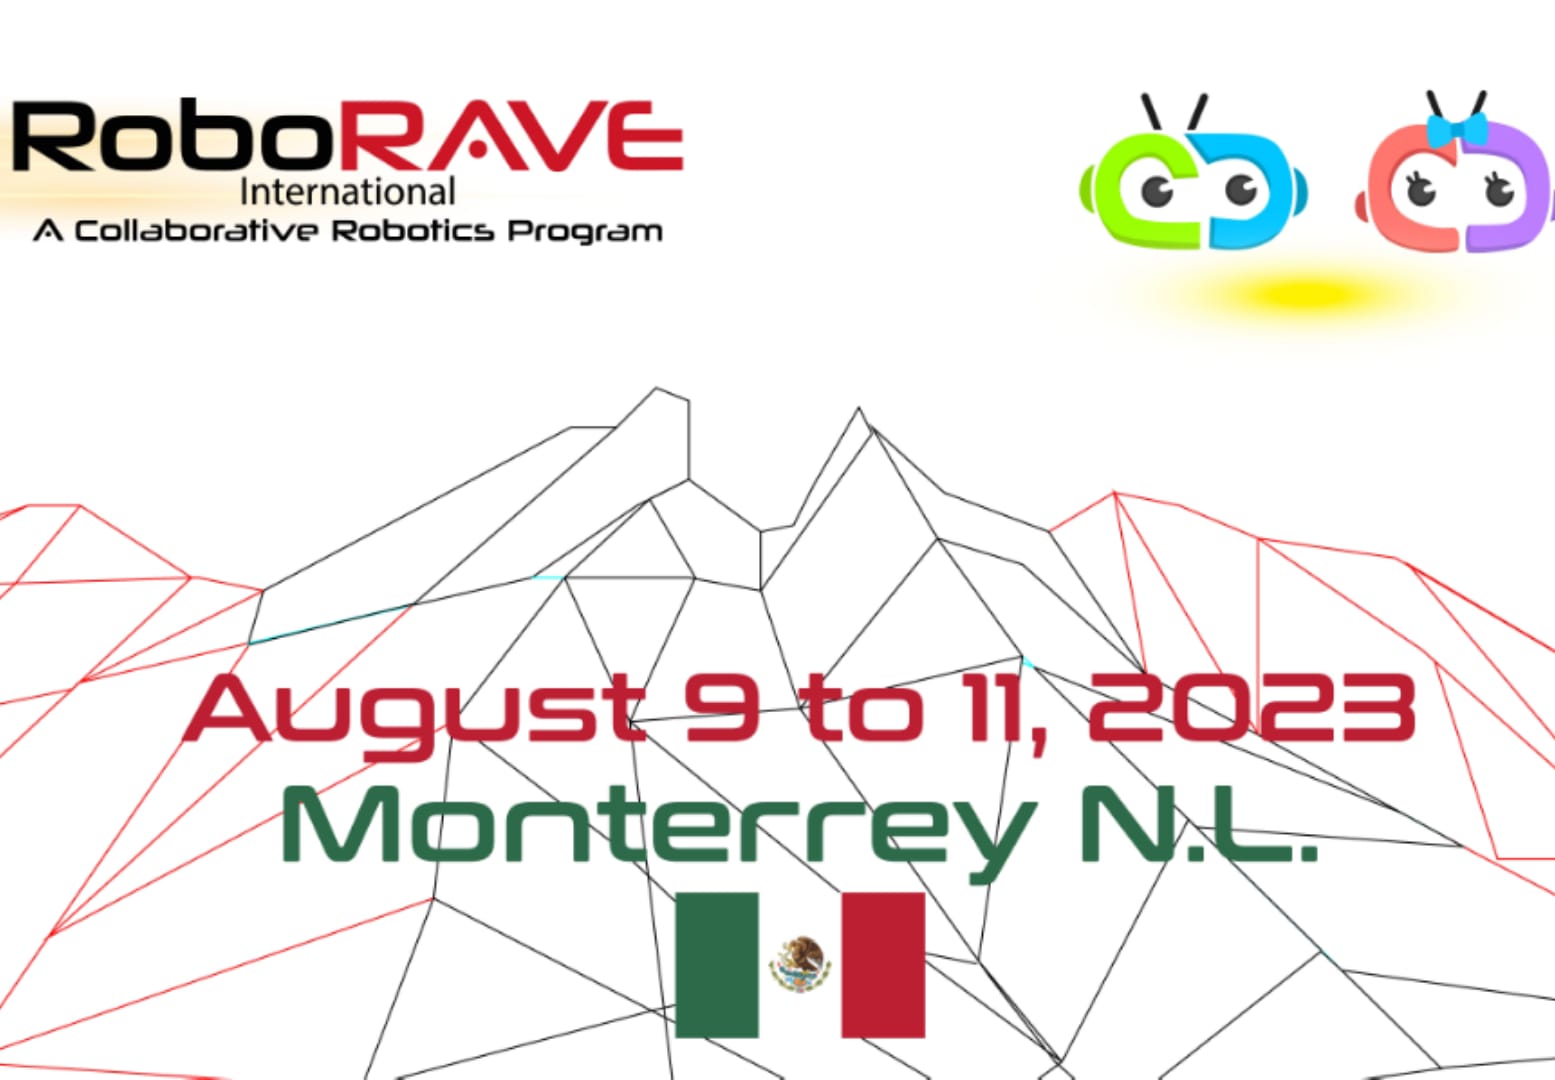 RoboRAVE
International
A Collaborative Robotics Program
August 9 to 11, 2023
Monterrey N.L.